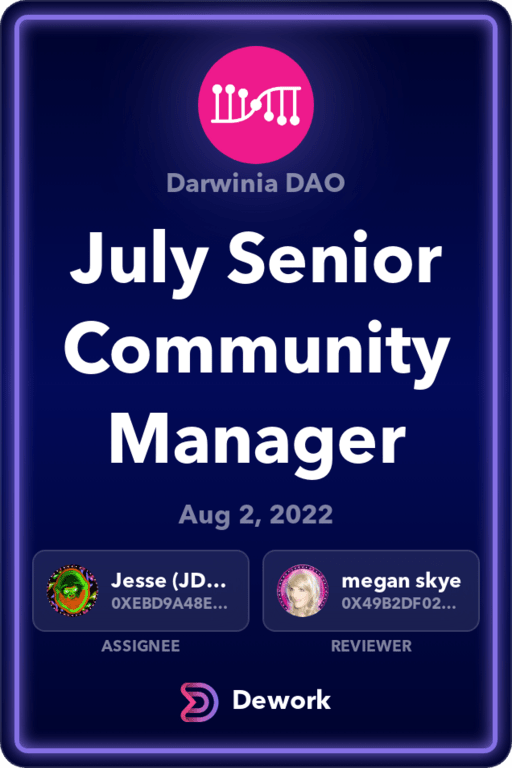 Darwinia DAO
July Senior
Community
Manager
Aug 2, 2022
Jesse (JD...
0XEBD9A48E...
megan skye
0X49B2DF02...
ASSIGNEE
REVIEWER
Dework